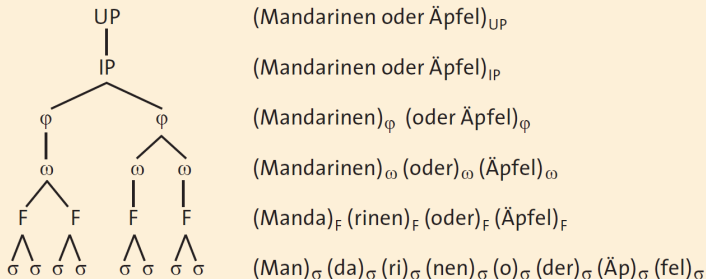 UP (Mandarinen oder Äpfel)UP
IP (Mandarinen oder Äpfel)IP
φ φ (Mandarinen)φ (oder Äpfel)φ
ω ω ω (Mandarinen)ω (oder)ω (Äpfel)ω
F F F F (Manda)F (rinen)F (oder)F (Äpfel)F
σ σ σ σ σ σ σ σ (Man)σ (da)σ (ri)σ (nen)σ (o)σ (der)σ (Äp)σ (fel)σ